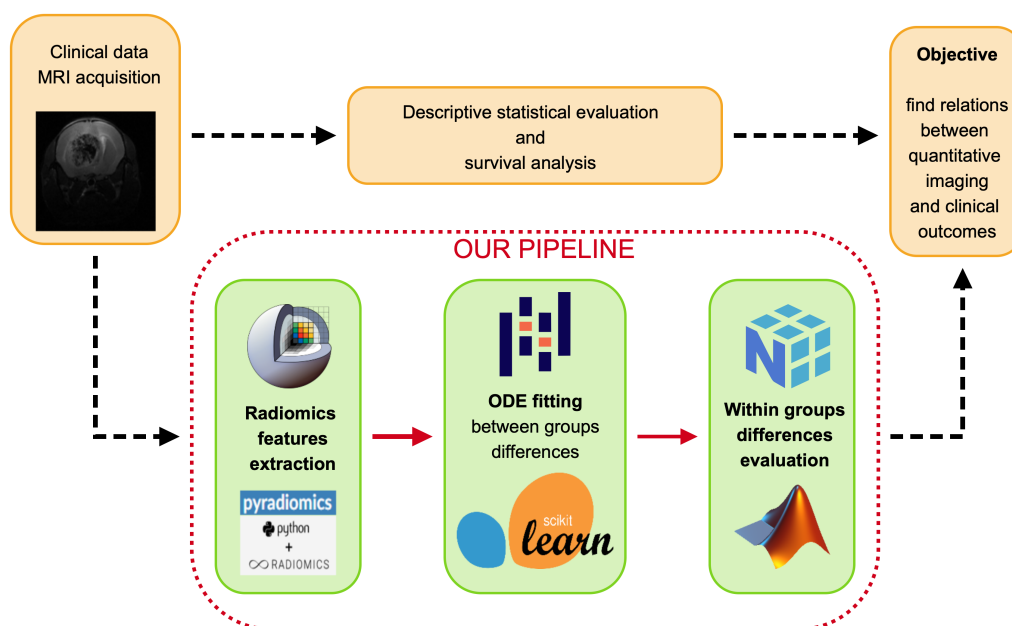 Clinical data
MRI acquisition
Descriptive statistical evaluation
and
survival analysis
Objective
find relations
between
quantitative
imaging
and clinical
outcomes
OUR PIPELINE
Radiomics
features
extraction
pyradiomics
python
+
RADIOMICS
ODE fitting
between groups
differences
scikit
learn
N
Within groups
differences
evaluation